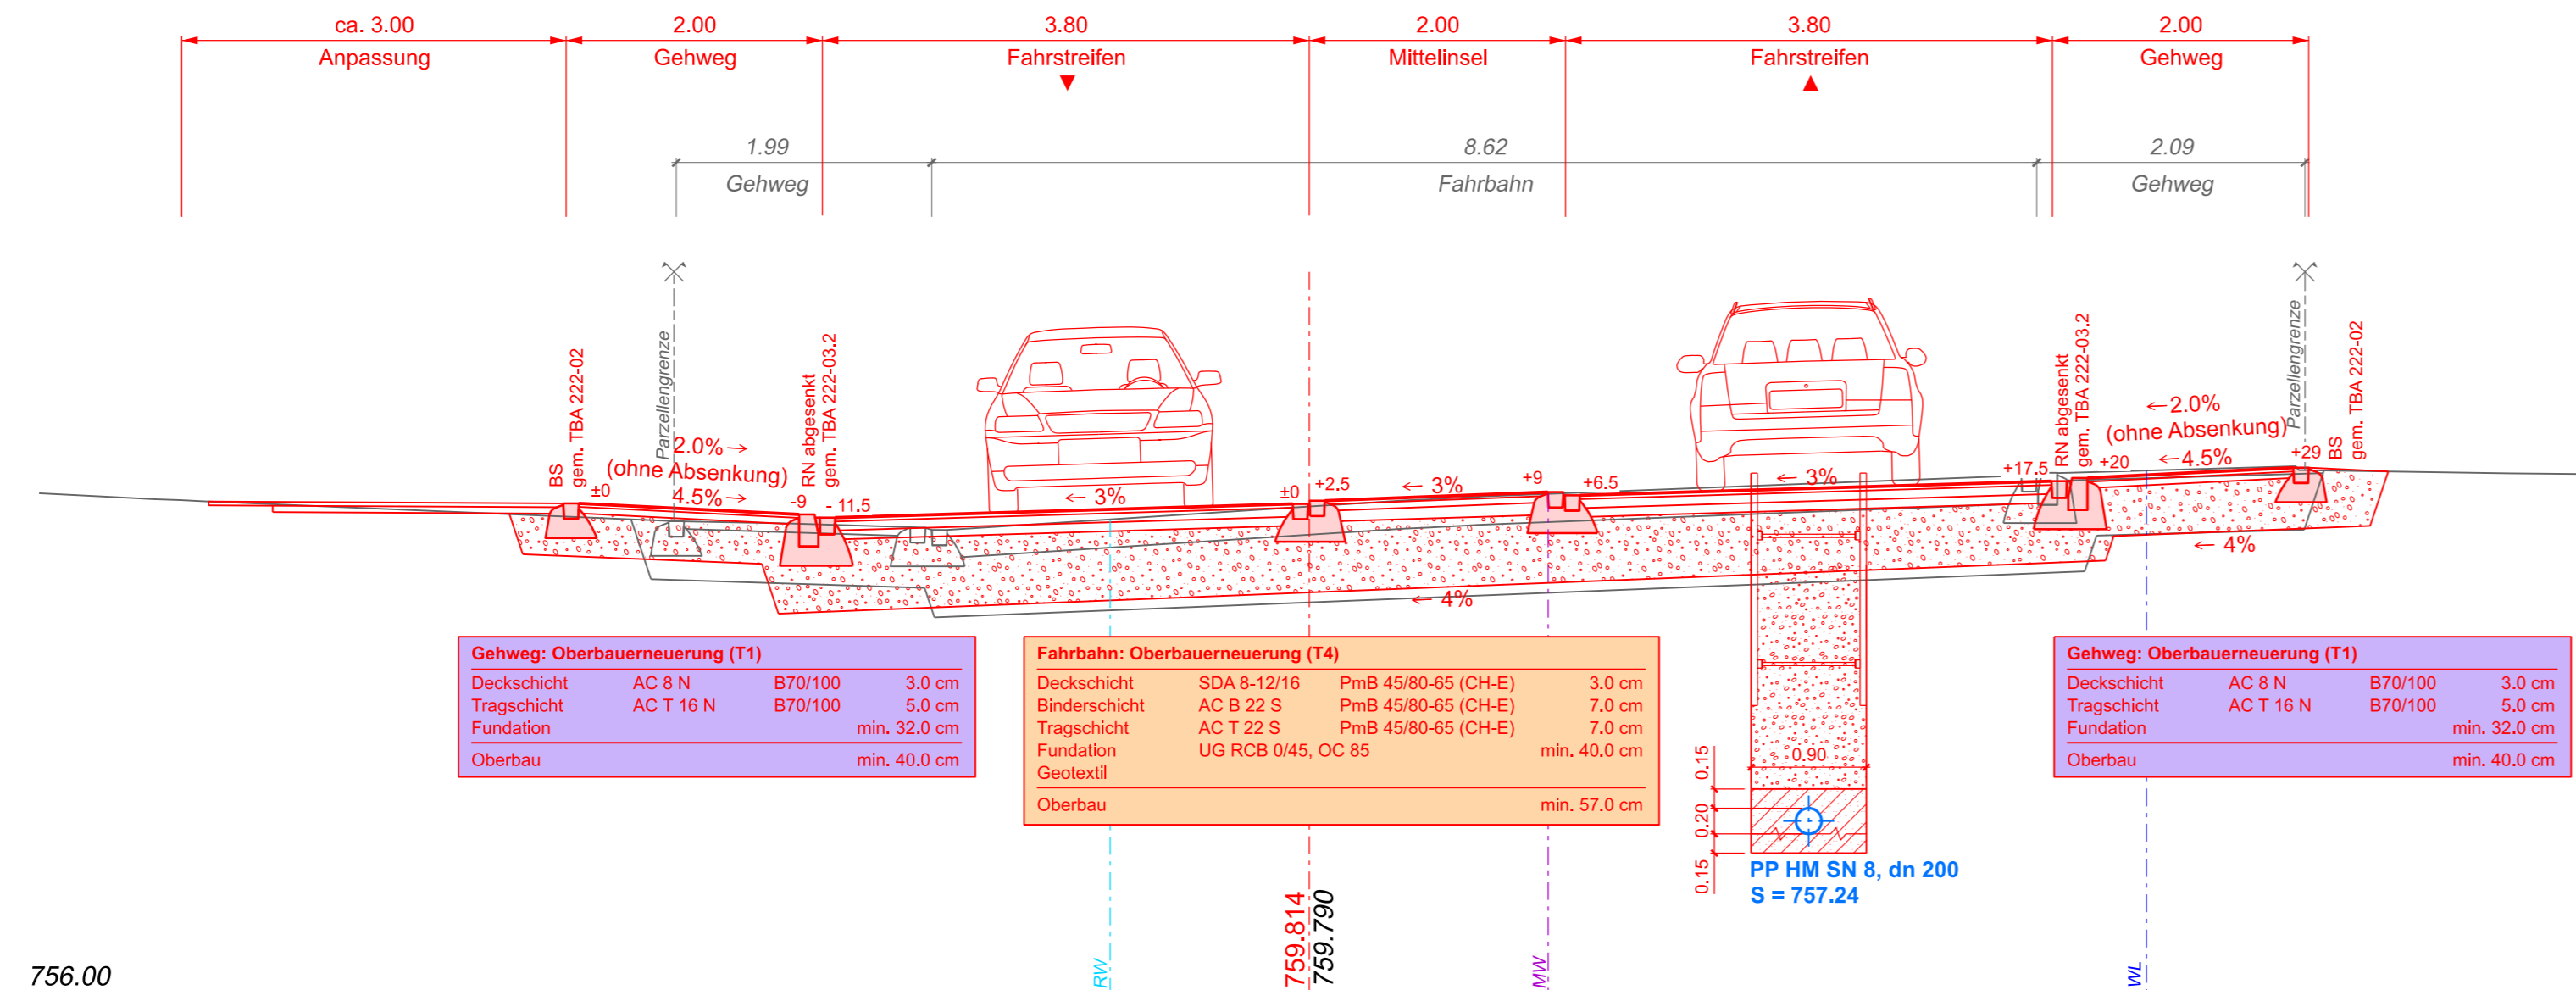 ca. 3.00
2.00
3.80
2.00
3.80
2.00
Anpassung
Gehweg
Fahrstreifen
Mittelinsel
Fahrstreifen
Gehweg
1.99
8.62
2.09
Gehweg
Fahrbahn
Gehweg
BS
gem. TBA 222-02
Parzellengrenze
2.0% →
(ohne Absenkung)
4.5% →
±0
RN abgesenkt
gem. TBA 222-03.2
-9
- 11.5
← 3%
±0
+2.5
← 3%
+9
+6.5
← 3%
+17.5
RN abgesenkt
gem. TBA 222-03.2
+20
← 2.0%
(ohne Absenkung)
← 4.5%
Parzellengrenze
+29
BS
gem. TBA 222-02
← 4%
← 4%
Gehweg: Oberbauerneuerung (T1)
Deckschicht AC 8 N B70/100 3.0 cm
Tragschicht AC T 16 N B70/100 5.0 cm
Fundation min. 32.0 cm
Oberbau min. 40.0 cm
Fahrbahn: Oberbauerneuerung (T4)
Deckschicht SDA 8-12/16 PmB 45/80-65 (CH-E) 3.0 cm
Binderschicht AC B 22 S PmB 45/80-65 (CH-E) 7.0 cm
Tragschicht AC T 22 S PmB 45/80-65 (CH-E) 7.0 cm
Fundation UG RCB 0/45, OC 85 min. 40.0 cm
Geotextil
Oberbau min. 57.0 cm
Gehweg: Oberbauerneuerung (T1)
Deckschicht AC 8 N B70/100 3.0 cm
Tragschicht AC T 16 N B70/100 5.0 cm
Fundation min. 32.0 cm
Oberbau min. 40.0 cm
0.90
0.15
0.20
0.15
PP HM SN 8, dn 200
S = 757.24
756.00
RW
759.814
759.790
MW
WL